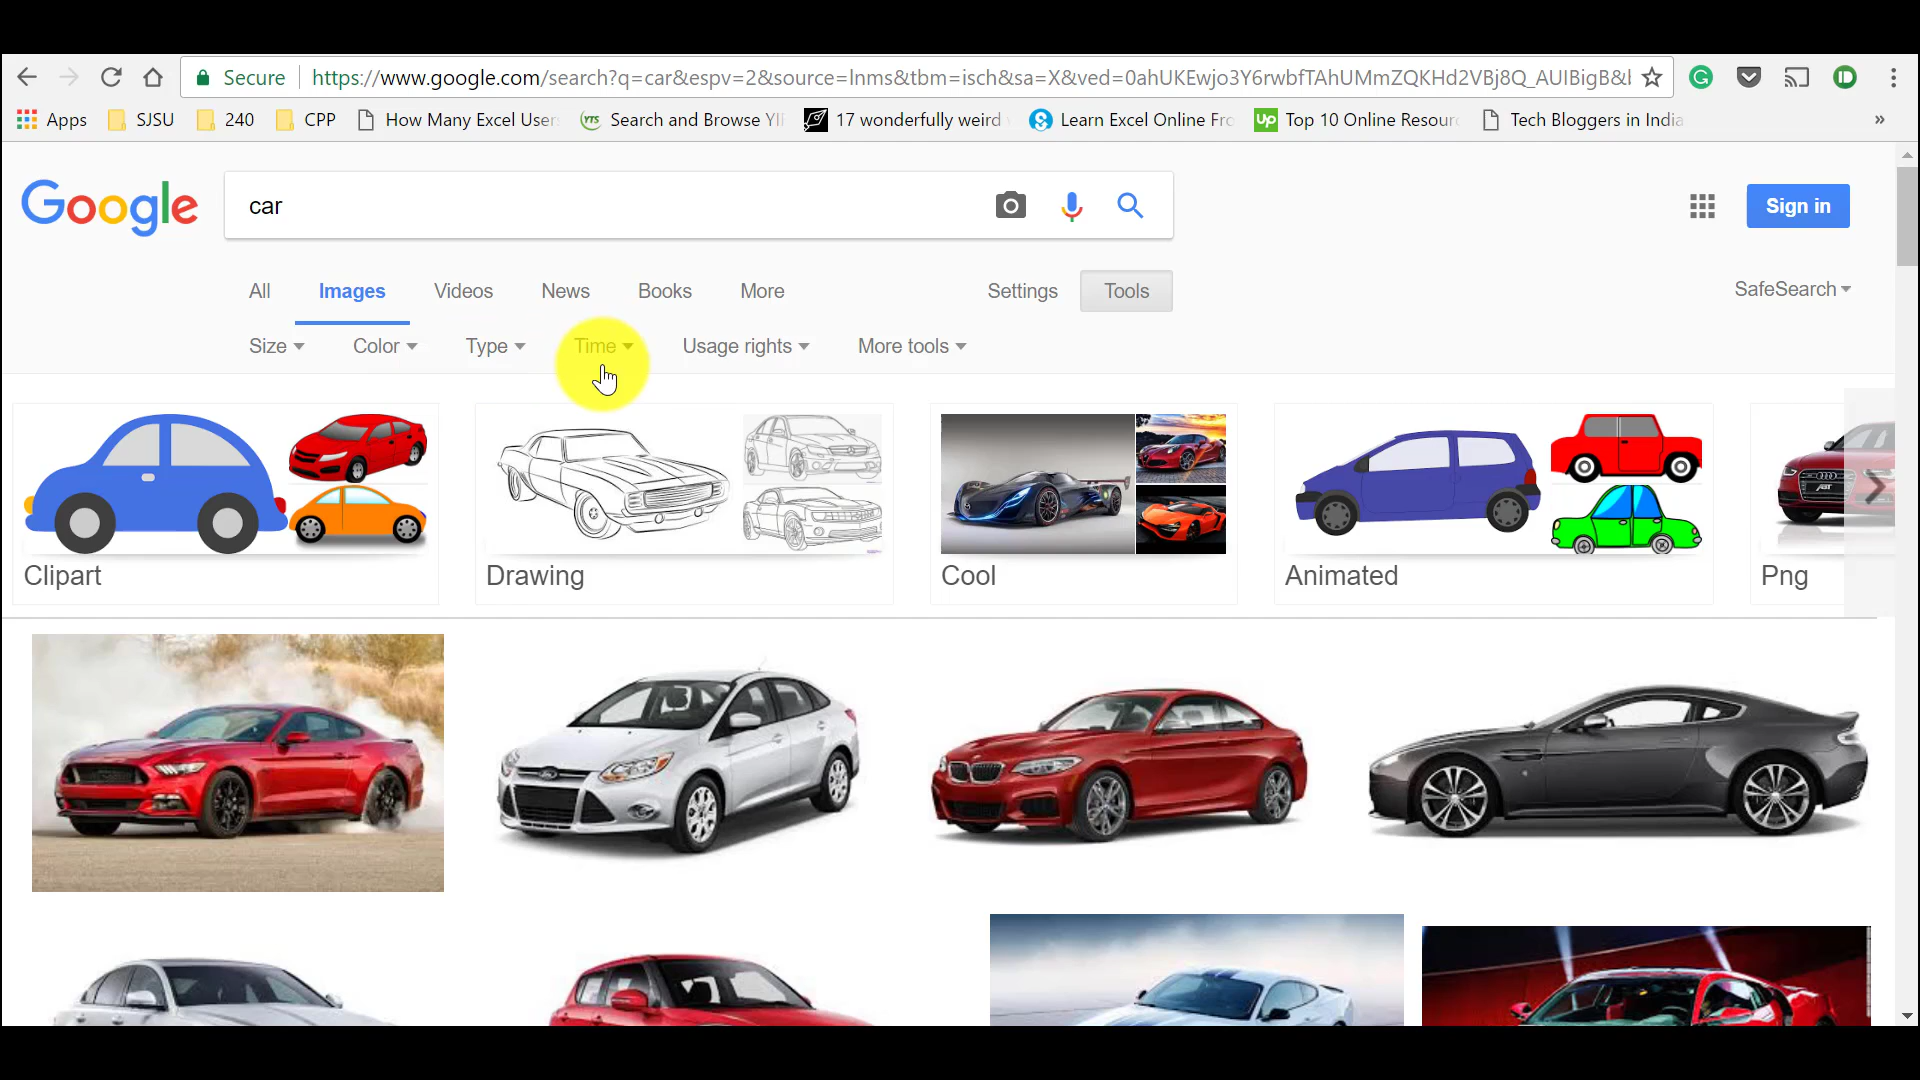 Secure https://www.google.com/search?q=car&espv=2&source=lnms&tbm=isch&sa=X&ved=0ahUKEwjo3Y6rwbfTAhUMmZQKHd2VBj8Q_AUIBigB&
Apps SJSU 240 CPP How Many Excel User Search and Browse YI 17 wonderfully weird Learn Excel Online Fro Top 10 Online Resour Tech Bloggers in India »
Google car Sign in
All Images Videos News Books More Settings Tools SafeSearch
Size Color Type Time Usage rights More tools
Clipart Drawing Cool Animated Png